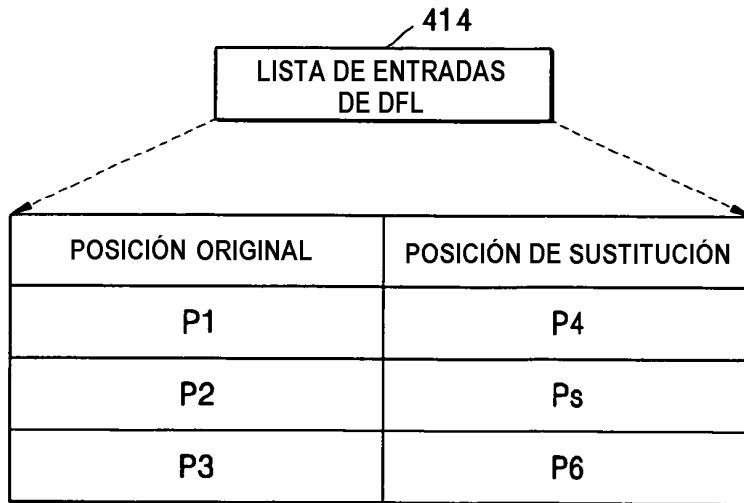 414
LISTA DE ENTRADAS
DE DFL
POSICIÓN ORIGINAL POSICIÓN DE SUSTITUCIÓN
P1 P4
P2 Ps
P3 P6